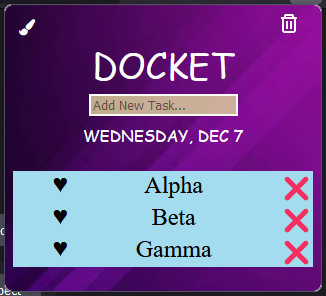 DOCKET
Add New Task...
WEDNESDAY, DEC 7
♥ Alpha
♥ Beta
♥ Gamma